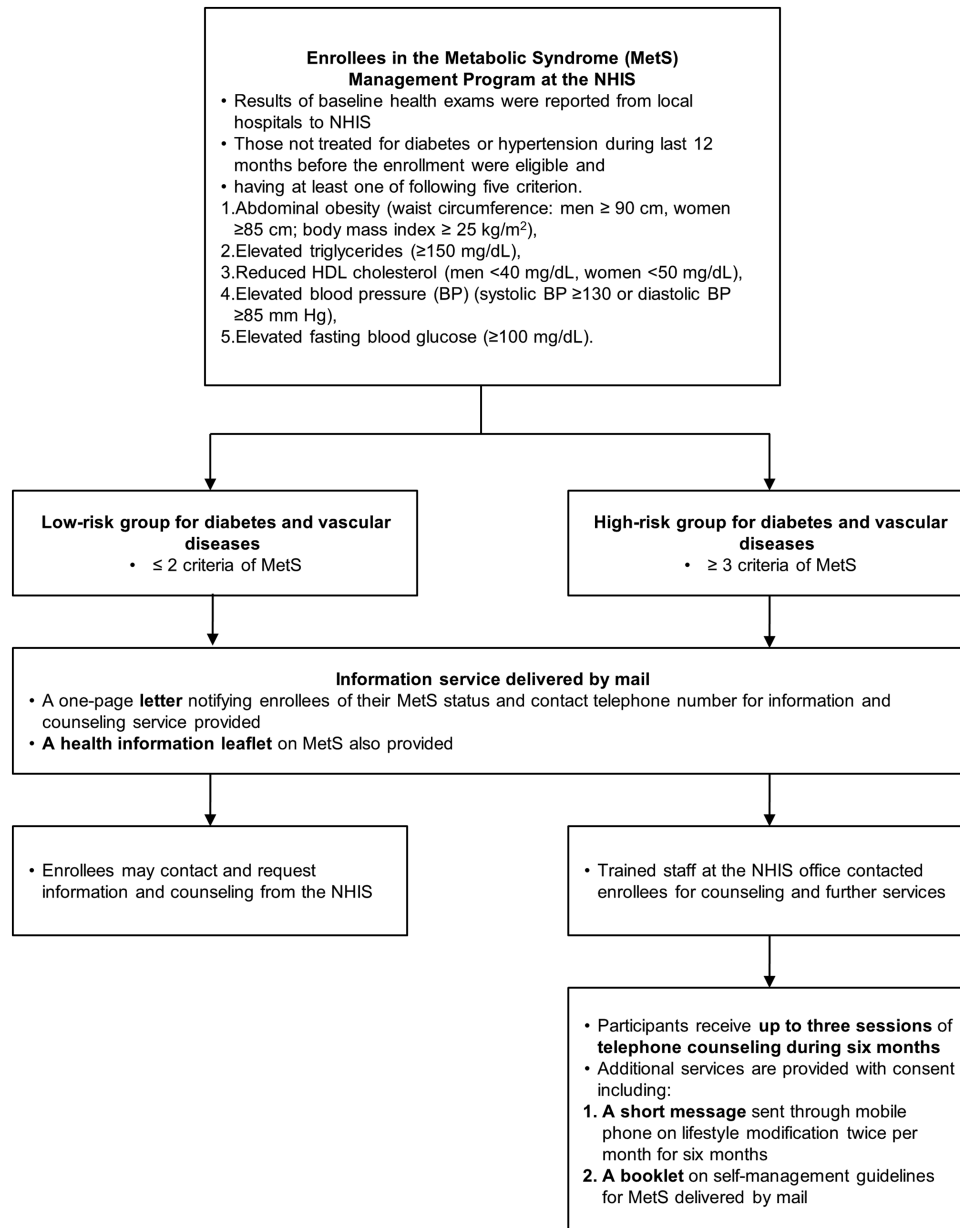 Enrollees in the Metabolic Syndrome (MetS)
Management Program at the NHIS
• Results of baseline health exams were reported from local
hospitals to NHIS
• Those not treated for diabetes or hypertension during last 12
months before the enrollment were eligible and
• having at least one of following five criterion.
1.Abdominal obesity (waist circumference: men ≥ 90 cm, women
≥85 cm; body mass index ≥ 25 kg/m²),
2.Elevated triglycerides (≥150 mg/dL),
3.Reduced HDL cholesterol (men <40 mg/dL, women <50 mg/dL),
4.Elevated blood pressure (BP) (systolic BP ≥130 or diastolic BP
≥85 mm Hg),
5.Elevated fasting blood glucose (≥100 mg/dL).
Low-risk group for diabetes and vascular
diseases
• ≤ 2 criteria of MetS
High-risk group for diabetes and vascular
diseases
• ≥ 3 criteria of MetS
Information service delivered by mail
• A one-page letter notifying enrollees of their MetS status and contact telephone number for information and
counseling service provided
• A health information leaflet on MetS also provided
• Enrollees may contact and request
information and counseling from the NHIS
• Trained staff at the NHIS office contacted
enrollees for counseling and further services
• Participants receive up to three sessions of
telephone counseling during six months
• Additional services are provided with consent
including:
1. A short message sent through mobile
phone on lifestyle modification twice per
month for six months
2. A booklet on self-management guidelines
for MetS delivered by mail